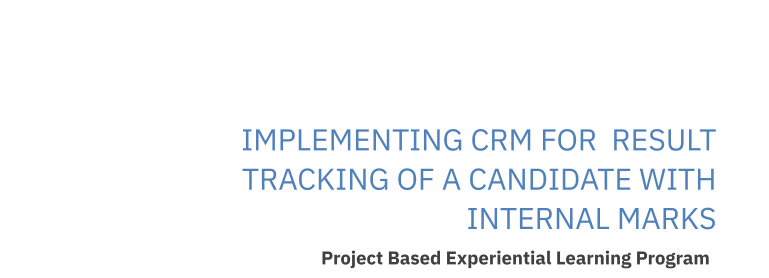 IMPLEMENTING CRM FOR  RESULT
TRACKING OF A CANDIDATE WITH
INTERNAL MARKS
Project Based Experiential Learning Program